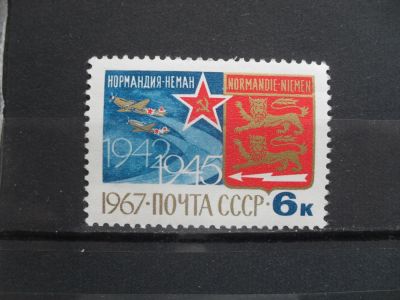 НОРМАНДИЯ-НЕМАН
NORMANDIE-NIEMEN
1942
1945
1967·ПОЧТА СССР·6к